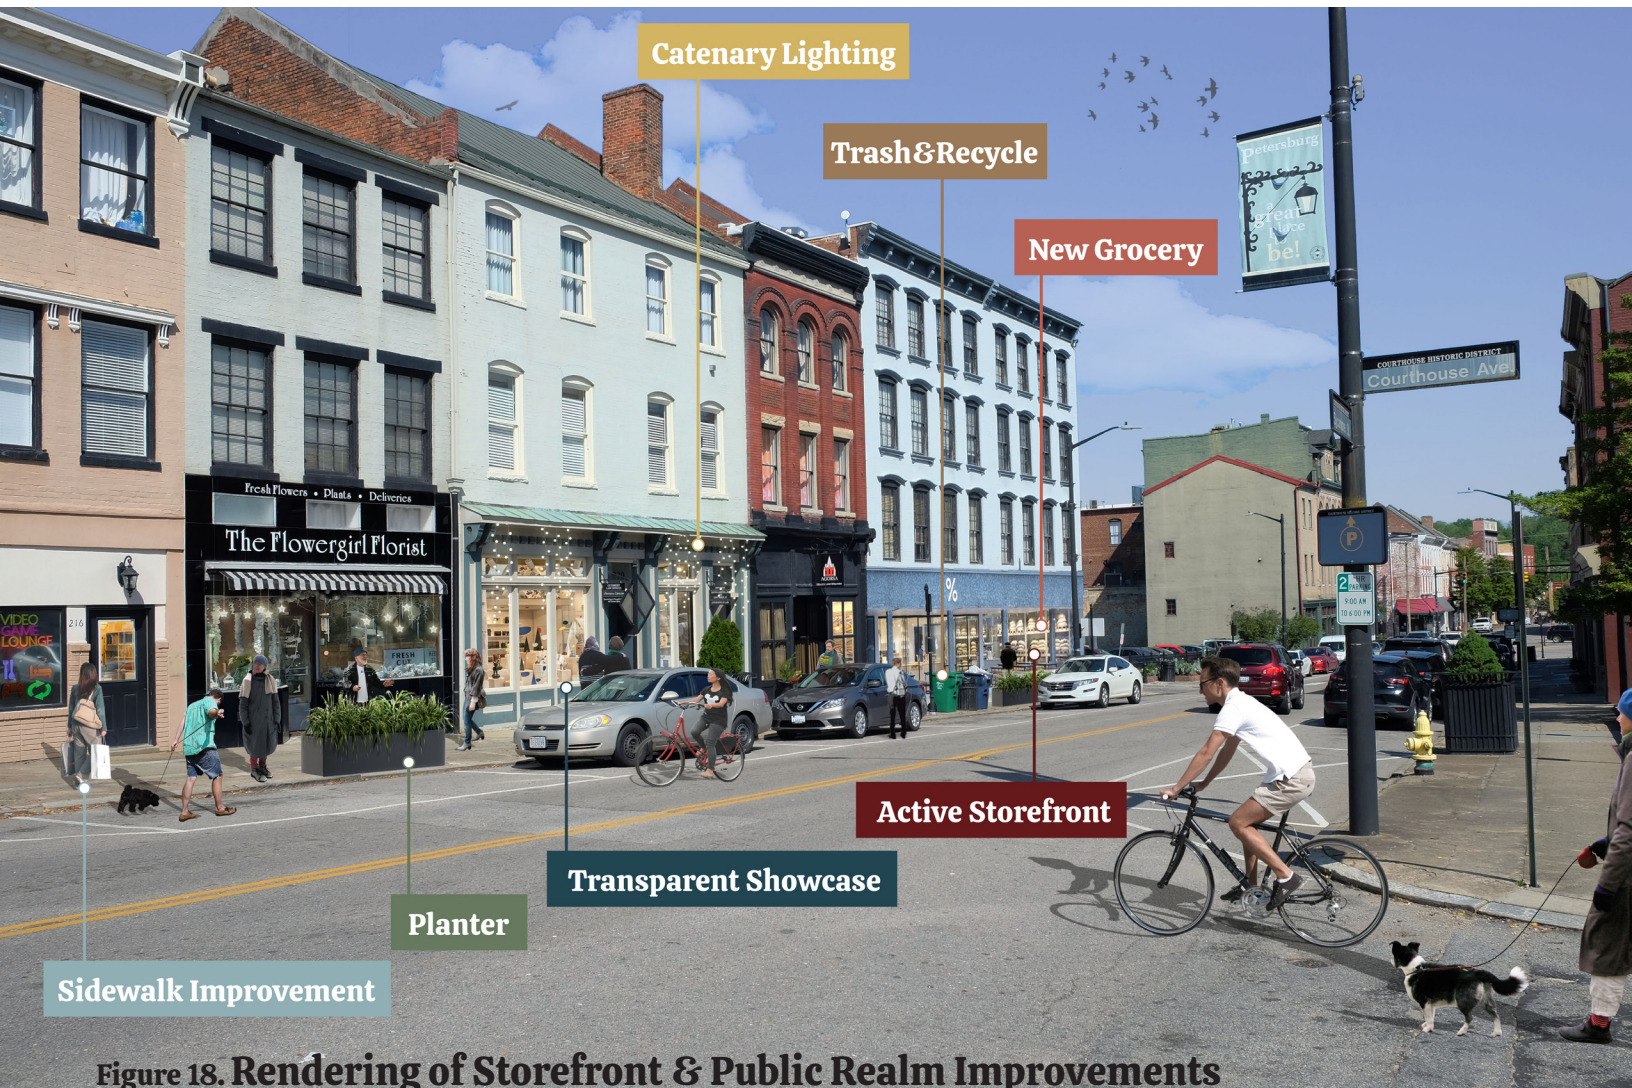 Catenary Lighting
Trash&Recycle
New Grocery
Petersburg
a
great
place
be!
COURTHOUSE HISTORIC DISTRICT
Courthouse Ave.
Fresh Flowers • Plants • Deliveries
The Flowergirl Florist
%
P
2
PARKING
9:00 AM
TO 6:00 PM
VIDEO
GAME
LOUNGE
216
FRESH
CUT
Active Storefront
Transparent Showcase
Planter
Sidewalk Improvement
Figure 18. Rendering of Storefront & Public Realm Improvements